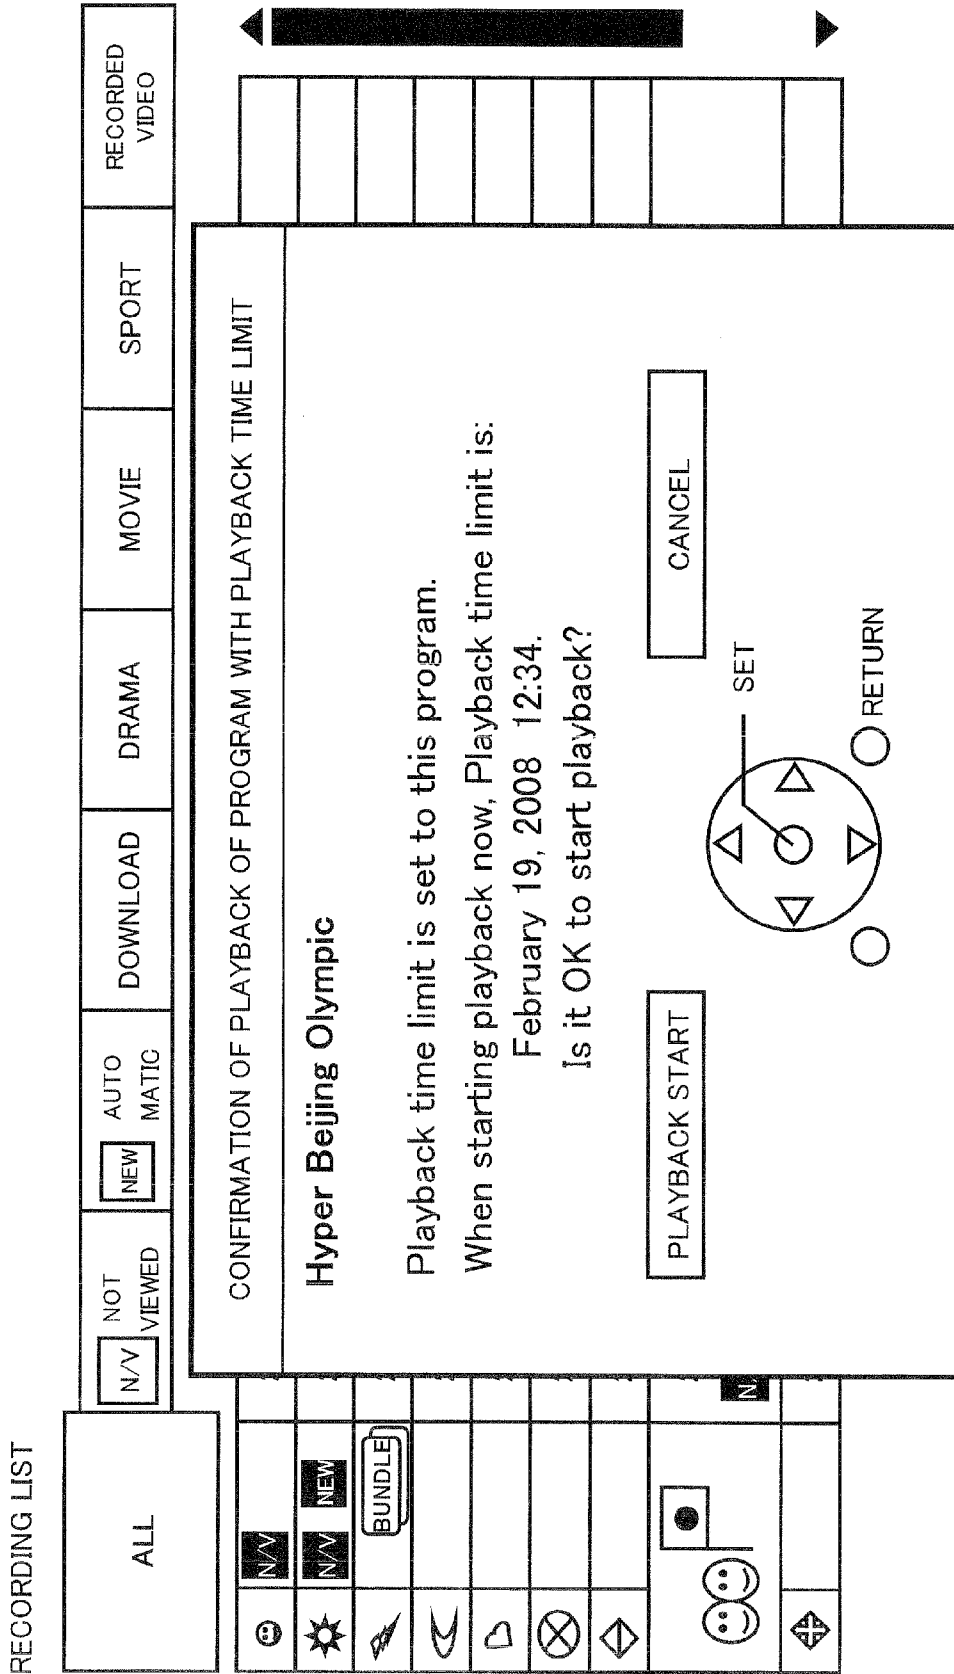 RECORDING LIST
ALL
N/V NOT VIEWED
NEW AUTO MATIC
DOWNLOAD
DRAMA
MOVIE
SPORT
RECORDED VIDEO
N/V
N/V NEW
BUNDLE
CONFIRMATION OF PLAYBACK OF PROGRAM WITH PLAYBACK TIME LIMIT
Hyper Beijing Olympic
Playback time limit is set to this program.
When starting playback now, Playback time limit is:
February 19, 2008 12:34.
Is it OK to start playback?
PLAYBACK START
CANCEL
SET
RETURN